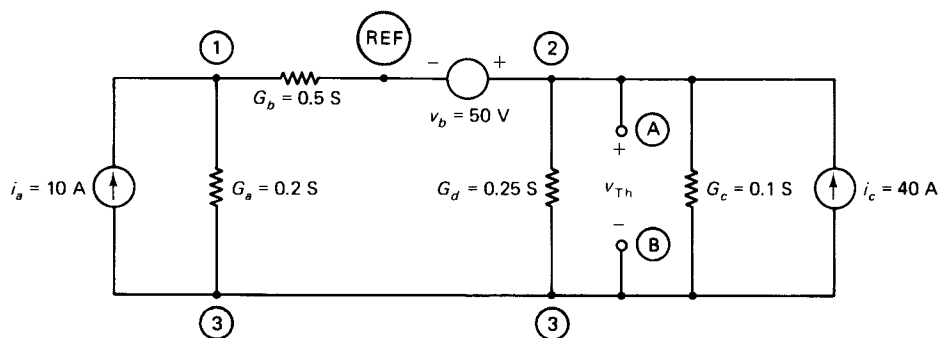 REF
1
2
G_b = 0.5 S
− +
v_b = 50 V
A
+
i_a = 10 A
G_a = 0.2 S
G_d = 0.25 S
v_Th
G_c = 0.1 S
i_c = 40 A
−
B
3
3